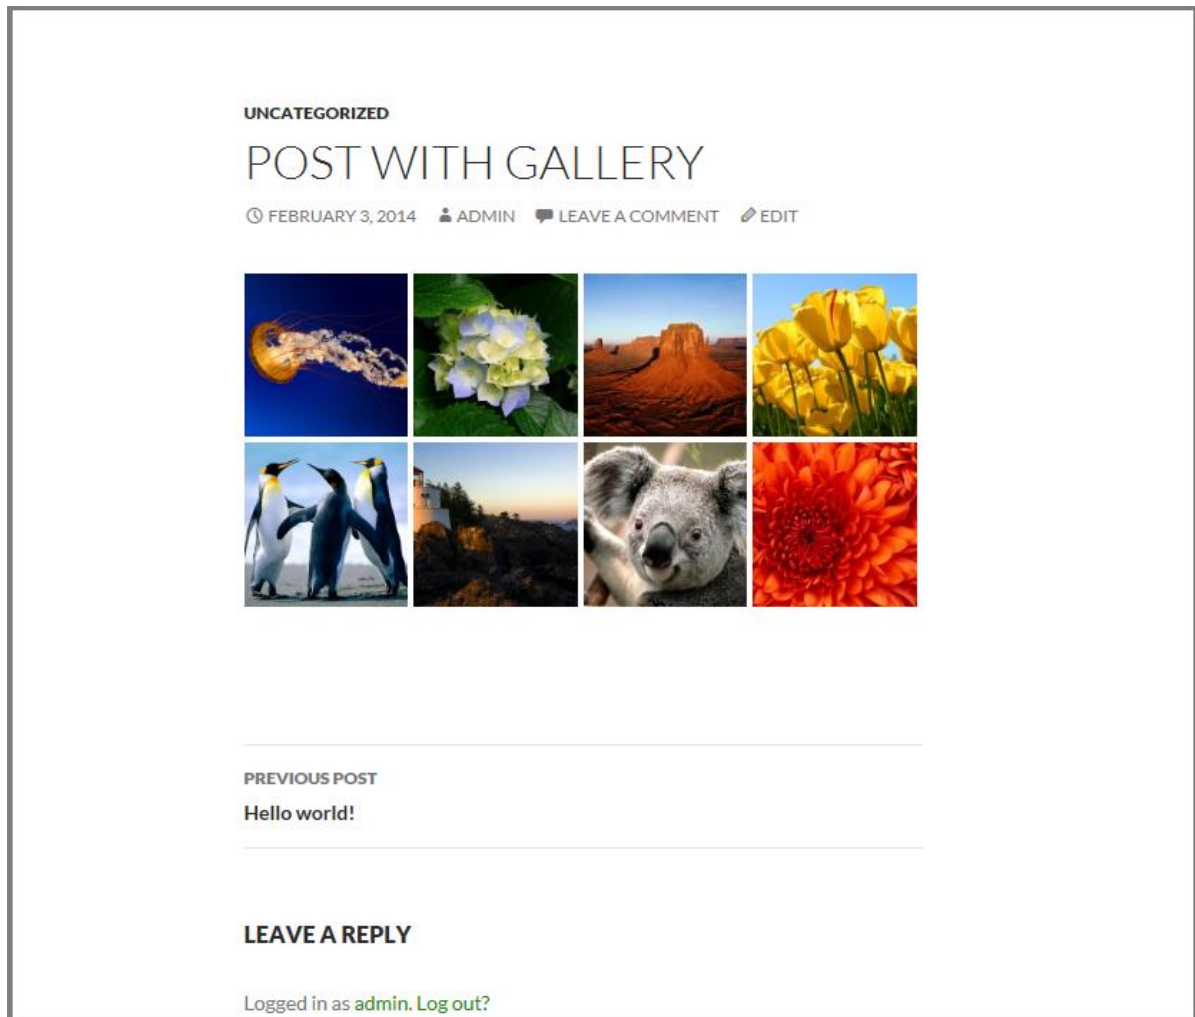 UNCATEGORIZED
POST WITH GALLERY
FEBRUARY 3, 2014 ADMIN LEAVE A COMMENT EDIT
PREVIOUS POST
Hello world!
LEAVE A REPLY
Logged in as admin. Log out?